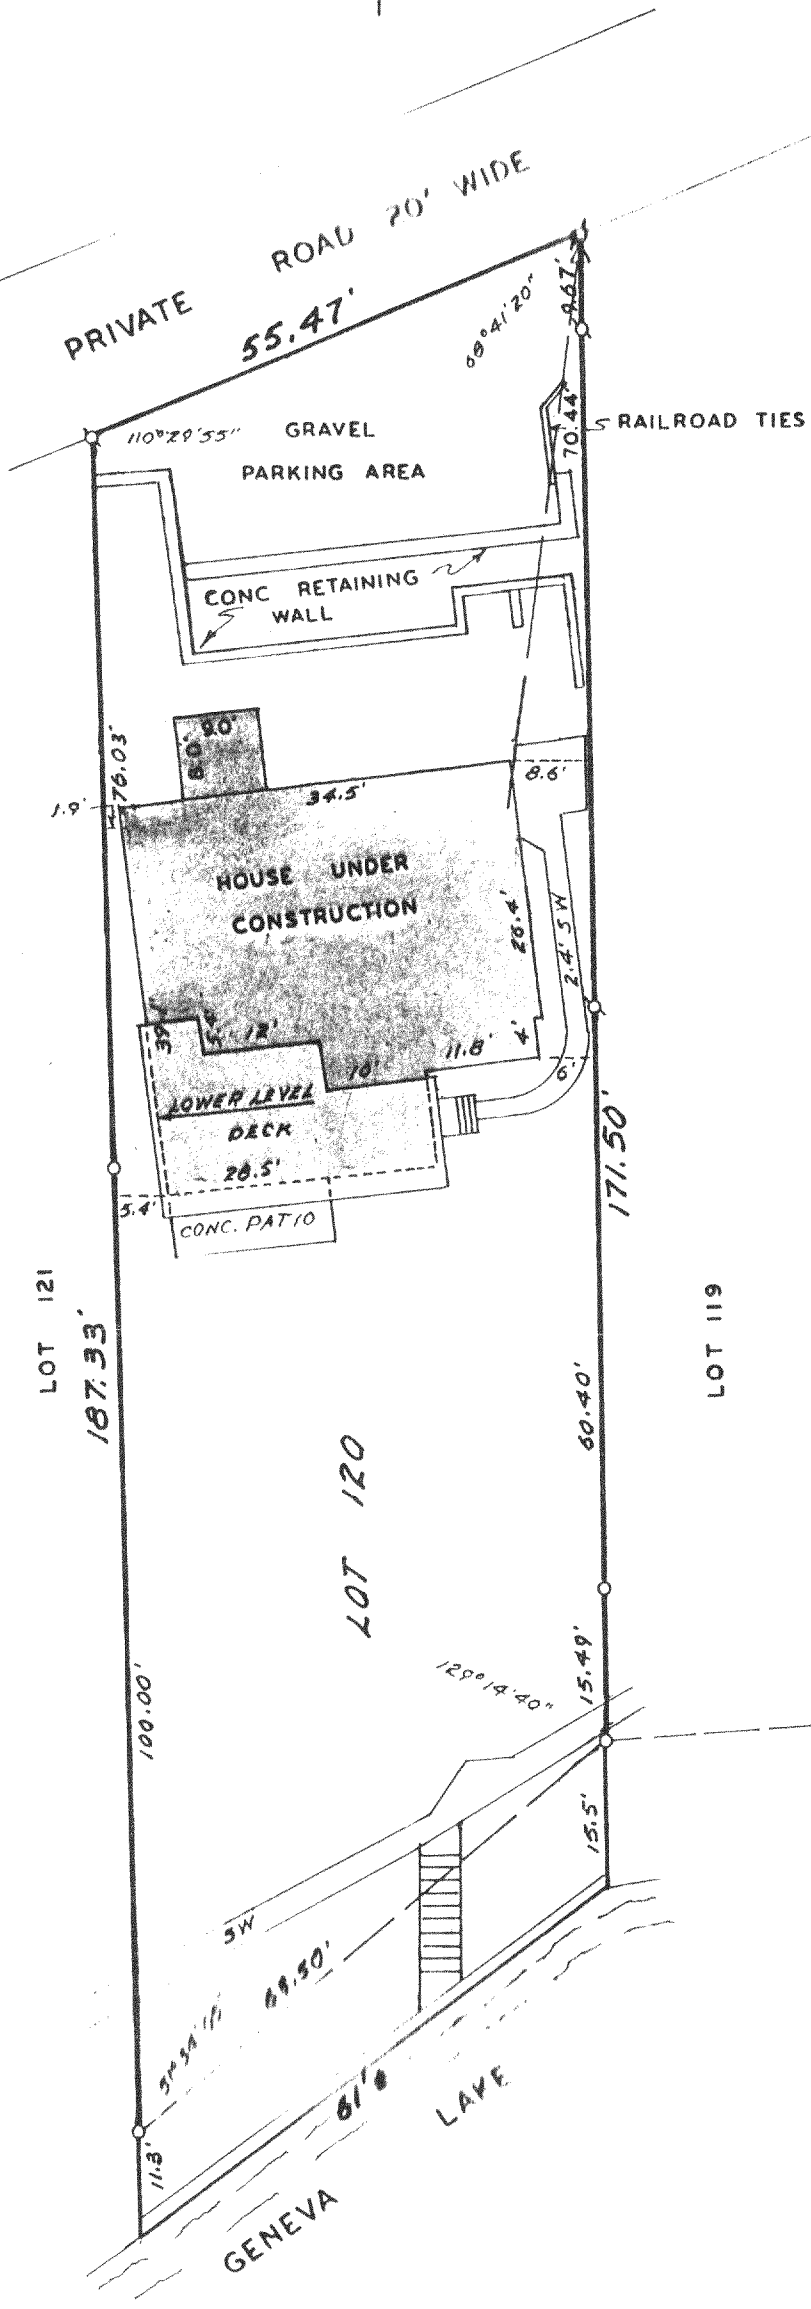 PRIVATE ROAD 20' WIDE
55.47'
68°41'20"
9.67'
110°29'55"
GRAVEL
PARKING AREA
70.44'
RAILROAD TIES
CONC RETAINING
WALL
76.03'
9.0'
8.0'
1.9'
34.5'
8.6'
HOUSE UNDER
CONSTRUCTION
26.4'
2.4' SW
39'
12'
10'
11.8'
4'
6'
LOWER LEVEL
DECK
28.5'
5.4'
CONC. PATIO
171.50'
LOT 121
187.33'
LOT 119
60.40'
LOT 120
129°14'40"
15.49'
100.00'
15.5'
SW
11.3'
61'±
GENEVA LAKE